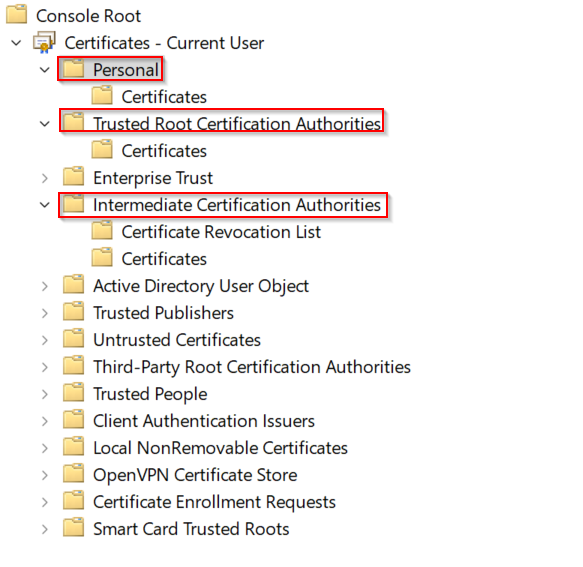 Console Root
Certificates - Current User
Personal
Certificates
Trusted Root Certification Authorities
Certificates
Enterprise Trust
Intermediate Certification Authorities
Certificate Revocation List
Certificates
Active Directory User Object
Trusted Publishers
Untrusted Certificates
Third-Party Root Certification Authorities
Trusted People
Client Authentication Issuers
Local NonRemovable Certificates
OpenVPN Certificate Store
Certificate Enrollment Requests
Smart Card Trusted Roots